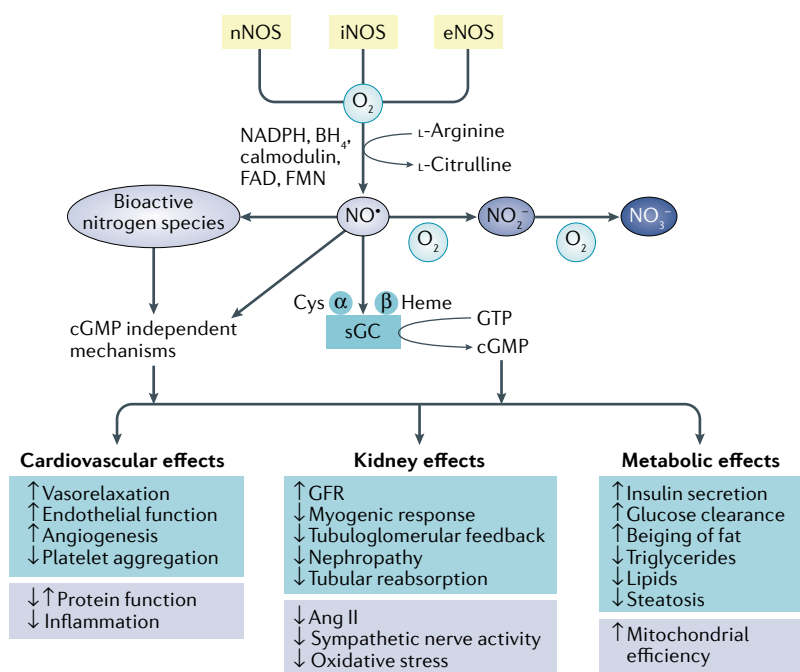 nNOS
iNOS
eNOS
O₂
NADPH, BH₄,
calmodulin,
FAD, FMN
L-Arginine
L-Citrulline
Bioactive
nitrogen species
NO•
O₂
NO₂⁻
O₂
NO₃⁻
Cys α β Heme
sGC
GTP
cGMP
cGMP independent
mechanisms
Cardiovascular effects
↑ Vasorelaxation
↑ Endothelial function
↑ Angiogenesis
↓ Platelet aggregation
↓ ↑ Protein function
↓ Inflammation
Kidney effects
↑ GFR
↓ Myogenic response
↓ Tubuloglomerular feedback
↓ Nephropathy
↓ Tubular reabsorption
↓ Ang II
↓ Sympathetic nerve activity
↓ Oxidative stress
Metabolic effects
↑ Insulin secretion
↑ Glucose clearance
↑ Beiging of fat
↓ Triglycerides
↓ Lipids
↓ Steatosis
↑ Mitochondrial
efficiency